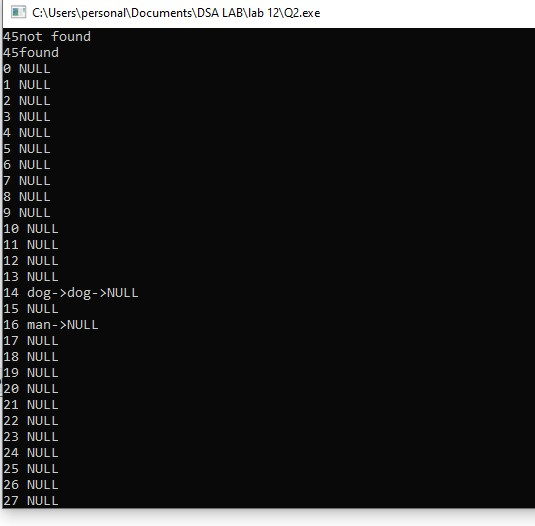 C:\Users\personal\Documents\DSA LAB\lab 12\Q2.exe
45not found
45found
0 NULL
1 NULL
2 NULL
3 NULL
4 NULL
5 NULL
6 NULL
7 NULL
8 NULL
9 NULL
10 NULL
11 NULL
12 NULL
13 NULL
14 dog->dog->NULL
15 NULL
16 man->NULL
17 NULL
18 NULL
19 NULL
20 NULL
21 NULL
22 NULL
23 NULL
24 NULL
25 NULL
26 NULL
27 NULL